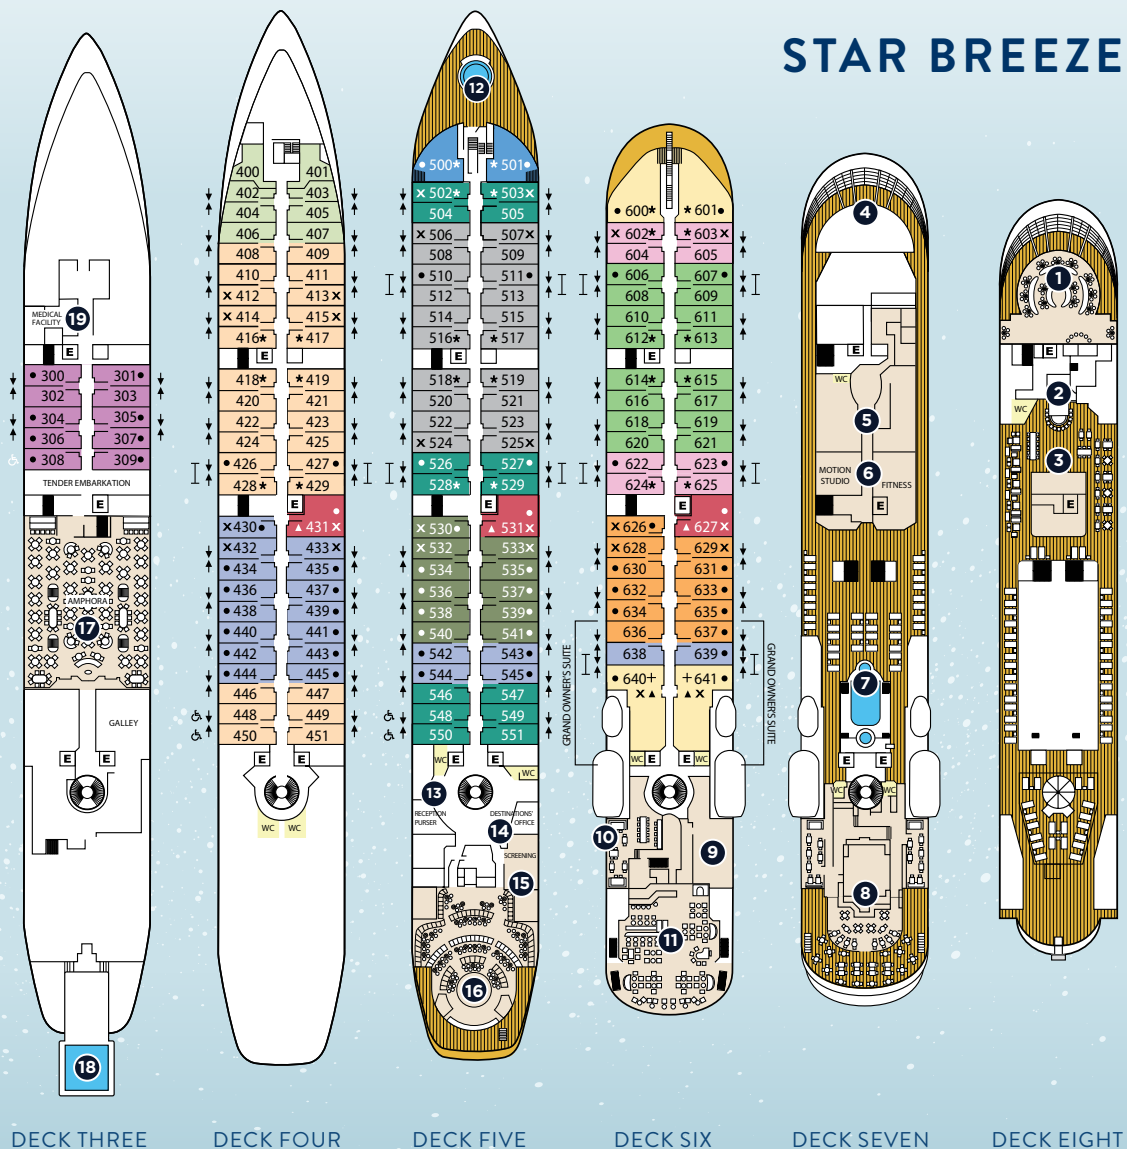 STAR BREEZE
12
500* *501
400 401
402 403
404 405
406 407
408 409
410 411
x 412 413 x
x 414 415 x
416* *417
E
418* *419
420 421
422 423
424 425
426 427
428* *429
E
x 430 431 x
x 432 433 x
434 435
436 437
438 439
440 441
442 443
444 445
446 447
448 449
450 451
E E
WC WC
MEDICAL
FACILITY
19
E
300 301
302 303
304 305
306 307
308 309
TENDER EMBARKATION
E
AMPHORA
17
GALLEY
E E
18
x 502* *503 x
504 505
x 506 507 x
508 509
510 511
512 513
514 515
516* *517
E
518* *519
520 521
522 523
x 524 525 x
526 527
528* *529
E
530 531 x
x 532 533 x
534 535
536 537
538 539
540 541
542 543
544 545
546 547
548 549
550 551
WC E E WC
13
RECEPTION
PURSER
DESTINATIONS'
OFFICE
14
SCREENING
15
16
600* *601
x 602* *603 x
604 605
606 607
608 609
610 611
612* *613
E
614* *615
616 617
618 619
620 621
622 623
624* *625
E
x 626 627 x
x 628 629 x
630 631
632 633
634 635
636 637
638 639
640+ +641
x x
GRAND OWNER'S SUITE
GRAND OWNER'S SUITE
WC E E WC
10
9
11
4
E
WC
5
MOTION
STUDIO
6
FITNESS
E
7
E E
WC WC
8
1
E
2
WC
3
E
DECK THREE
DECK FOUR
DECK FIVE
DECK SIX
DECK SEVEN
DECK EIGHT